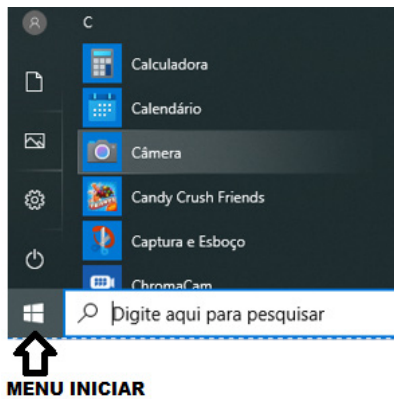 C
Calculadora
Calendário
Câmera
Candy Crush Friends
Captura e Esboço
ChromaCam
Digite aqui para pesquisar
MENU INICIAR